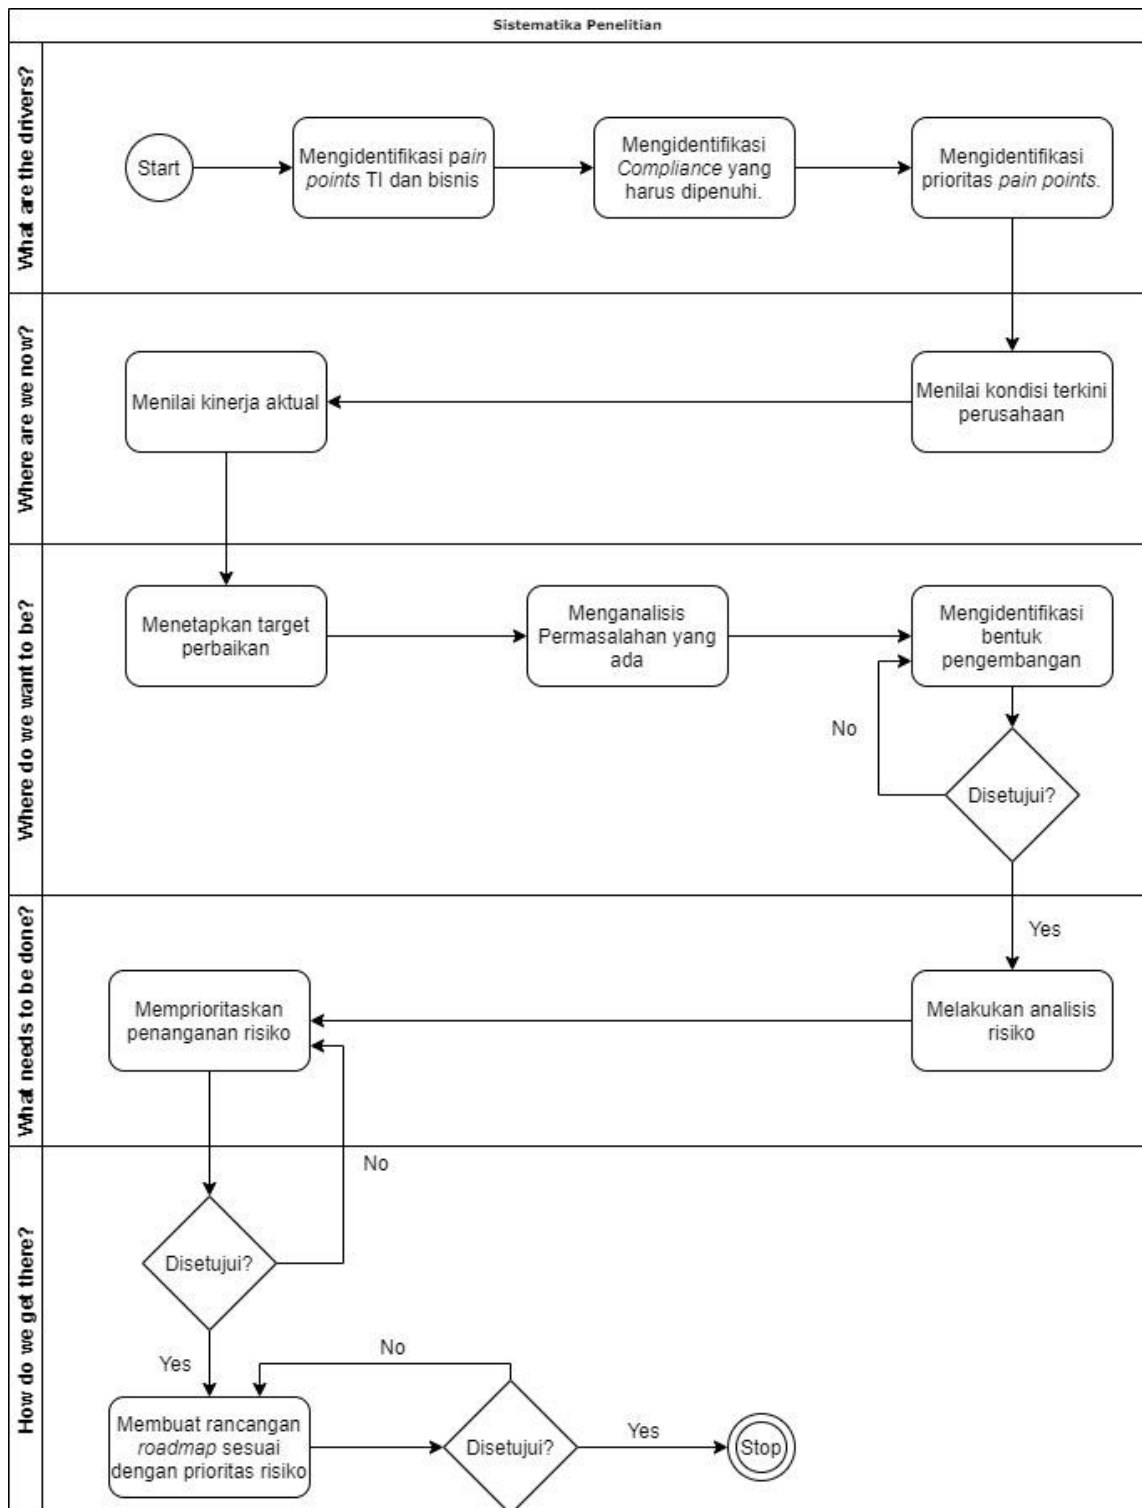 Sistematika Penelitian
What are the drivers?
Start
Mengidentifikasi pain
points TI dan bisnis
Mengidentifikasi
Compliance yang
harus dipenuhi.
Mengidentifikasi
prioritas pain points.
Where are we now?
Menilai kinerja aktual
Menilai kondisi terkini
perusahaan
Where do we want to be?
Menetapkan target
perbaikan
Menganalisis
Permasalahan yang
ada
Mengidentifikasi
bentuk
pengembangan
No
Disetujui?
Yes
What needs to be done?
Memprioritaskan
penanganan risiko
Melakukan analisis
risiko
No
How do we get there?
Disetujui?
Yes
No
Membuat rancangan
roadmap sesuai
dengan prioritas risiko
Disetujui?
Yes
Stop